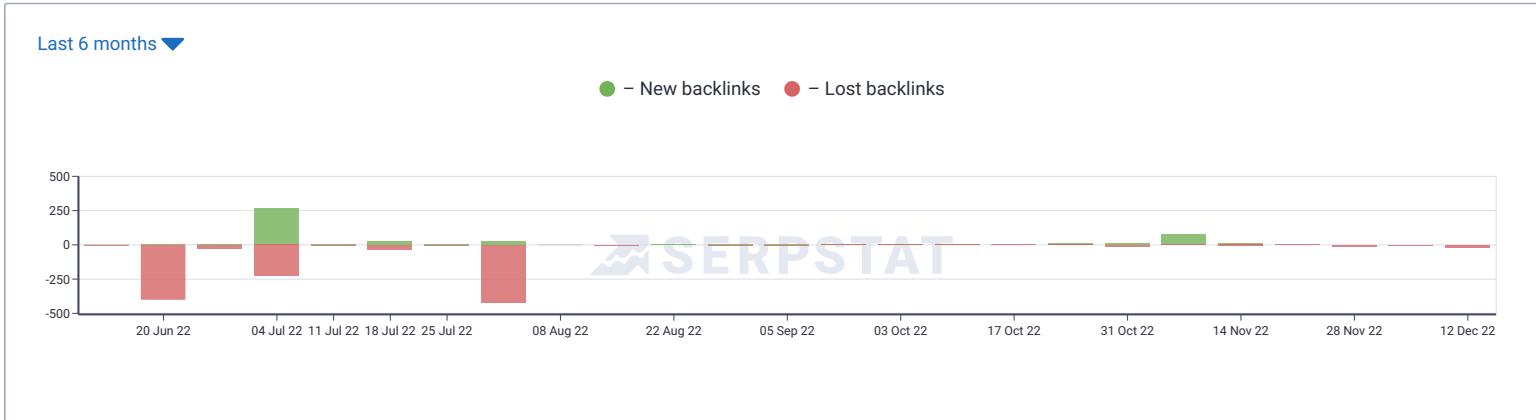 Last 6 months
– New backlinks – Lost backlinks
500
250
0
-250
-500
SERPSTAT
20 Jun 22 04 Jul 22 11 Jul 22 18 Jul 22 25 Jul 22 08 Aug 22 22 Aug 22 05 Sep 22 03 Oct 22 17 Oct 22 31 Oct 22 14 Nov 22 28 Nov 22 12 Dec 22